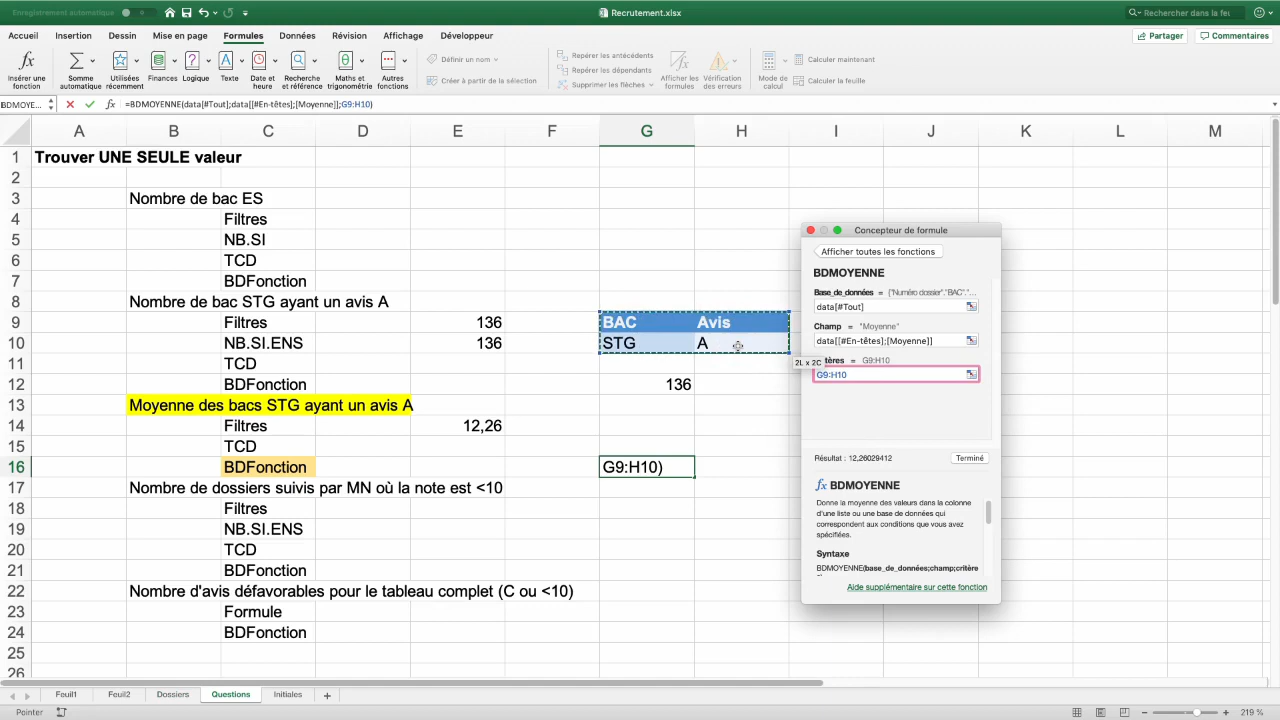 Enregistrement automatique
Recrutement.xlsx
Rechercher dans la feu
Accueil Insertion Dessin Mise en page Formules Données Révision Affichage Développeur
Partager Commentaires
Insérer une fonction
Somme automatique
Utilisées récemment
Finances
Logique
Texte
Date et heure
Recherche et référence
Maths et trigonométrie
Autres fonctions
Définir un nom
Créer à partir de la sélection
Repérer les antécédents
Repérer les dépendants
Supprimer les flèches
Afficher les formules
Vérification des erreurs
Mode de calcul
Calculer maintenant
Calculer la feuille
BDMOYE... fx =BDMOYENNE(data[#Tout];data[[#En-têtes];[Moyenne]];G9:H10)
A B C D E F G H I J K L M
1 Trouver UNE SEULE valeur
2
3 Nombre de bac ES
4 Filtres
5 NB.SI
6 TCD
7 BDFonction
8 Nombre de bac STG ayant un avis A
9 Filtres 136 BAC Avis
10 NB.SI.ENS 136 STG A
11 TCD
12 BDFonction 136
13 Moyenne des bacs STG ayant un avis A
14 Filtres 12,26
15 TCD
16 BDFonction G9:H10)
17 Nombre de dossiers suivis par MN où la note est <10
18 Filtres
19 NB.SI.ENS
20 TCD
21 BDFonction
22 Nombre d'avis défavorables pour le tableau complet (C ou <10)
23 Formule
24 BDFonction
25
26
Concepteur de formule
Afficher toutes les fonctions
BDMOYENNE
Base_de_données = {"Numéro dossier"."BAC"."...
data[#Tout]
Champ = "Moyenne"
data[[#En-têtes];[Moyenne]]
2L x 2C
tères = G9:H10
G9:H10
Résultat : 12,26029412
Terminé
fx BDMOYENNE
Donne la moyenne des valeurs dans la colonne
d'une liste ou une base de données qui
correspondent aux conditions que vous avez
spécifiées.
Syntaxe
BDMOYENNE(base_de_données;champ;critère
Aide supplémentaire sur cette fonction
Feuil1 Feuil2 Dossiers Questions Initiales +
Pointer
219 %